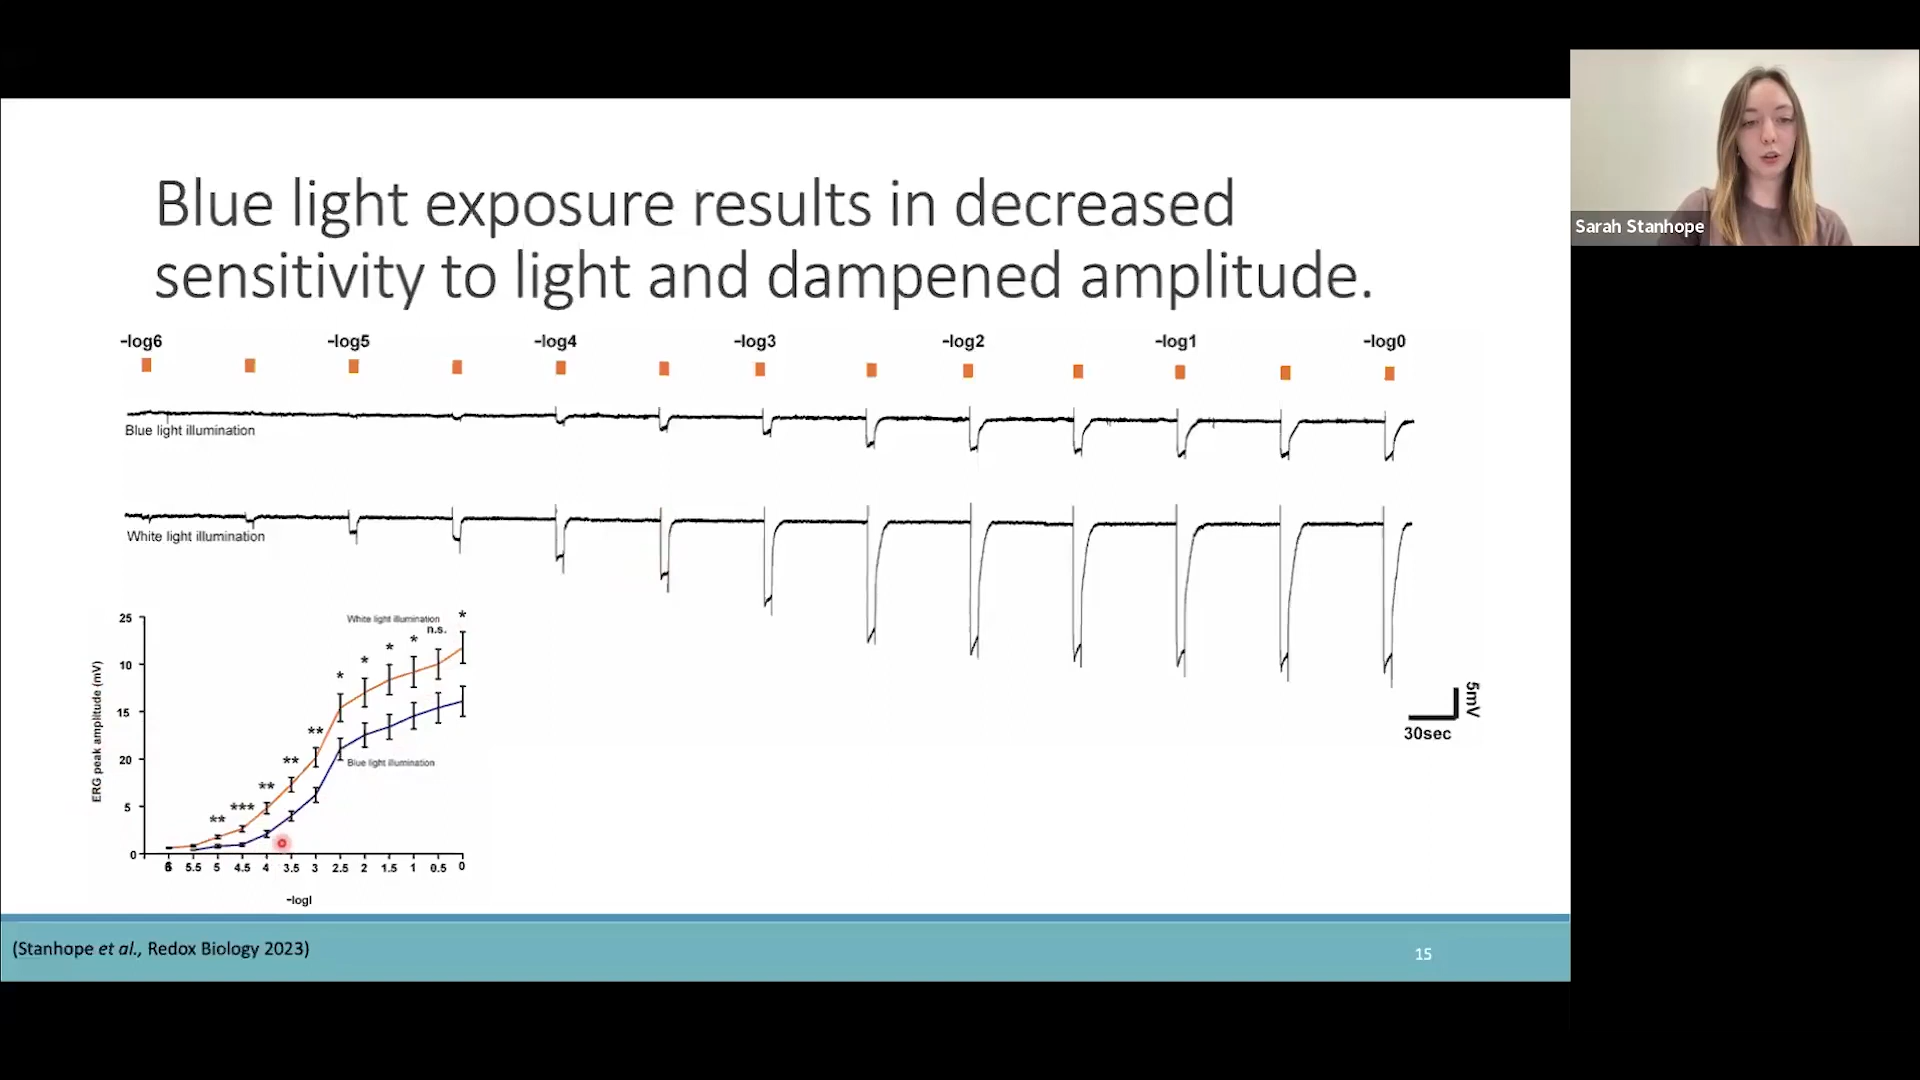 Sarah Stanhope
Blue light exposure results in decreased
sensitivity to light and dampened amplitude.
-log6 -log5 -log4 -log3 -log2 -log1 -log0
Blue light illumination
White light illumination
25
10
15
20
5
0
ERG peak amplitude (mV)
White light illumination
n.s.
*
* * * *
** *** ** ** **
Blue light illumination
5.5 5 4.5 4 3.5 3 2.5 2 1.5 1 0.5 0
-logI
5mV
30sec
(Stanhope et al., Redox Biology 2023)
15